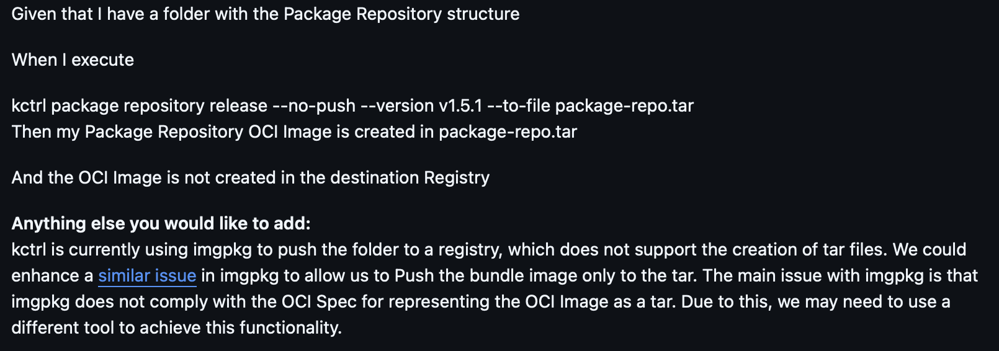 Given that I have a folder with the Package Repository structure
When I execute
kctrl package repository release --no-push --version v1.5.1 --to-file package-repo.tar
Then my Package Repository OCI Image is created in package-repo.tar
And the OCI Image is not created in the destination Registry
Anything else you would like to add:
kctrl is currently using imgpkg to push the folder to a registry, which does not support the creation of tar files. We could
enhance a similar issue in imgpkg to allow us to Push the bundle image only to the tar. The main issue with imgpkg is that
imgpkg does not comply with the OCI Spec for representing the OCI Image as a tar. Due to this, we may need to use a
different tool to achieve this functionality.